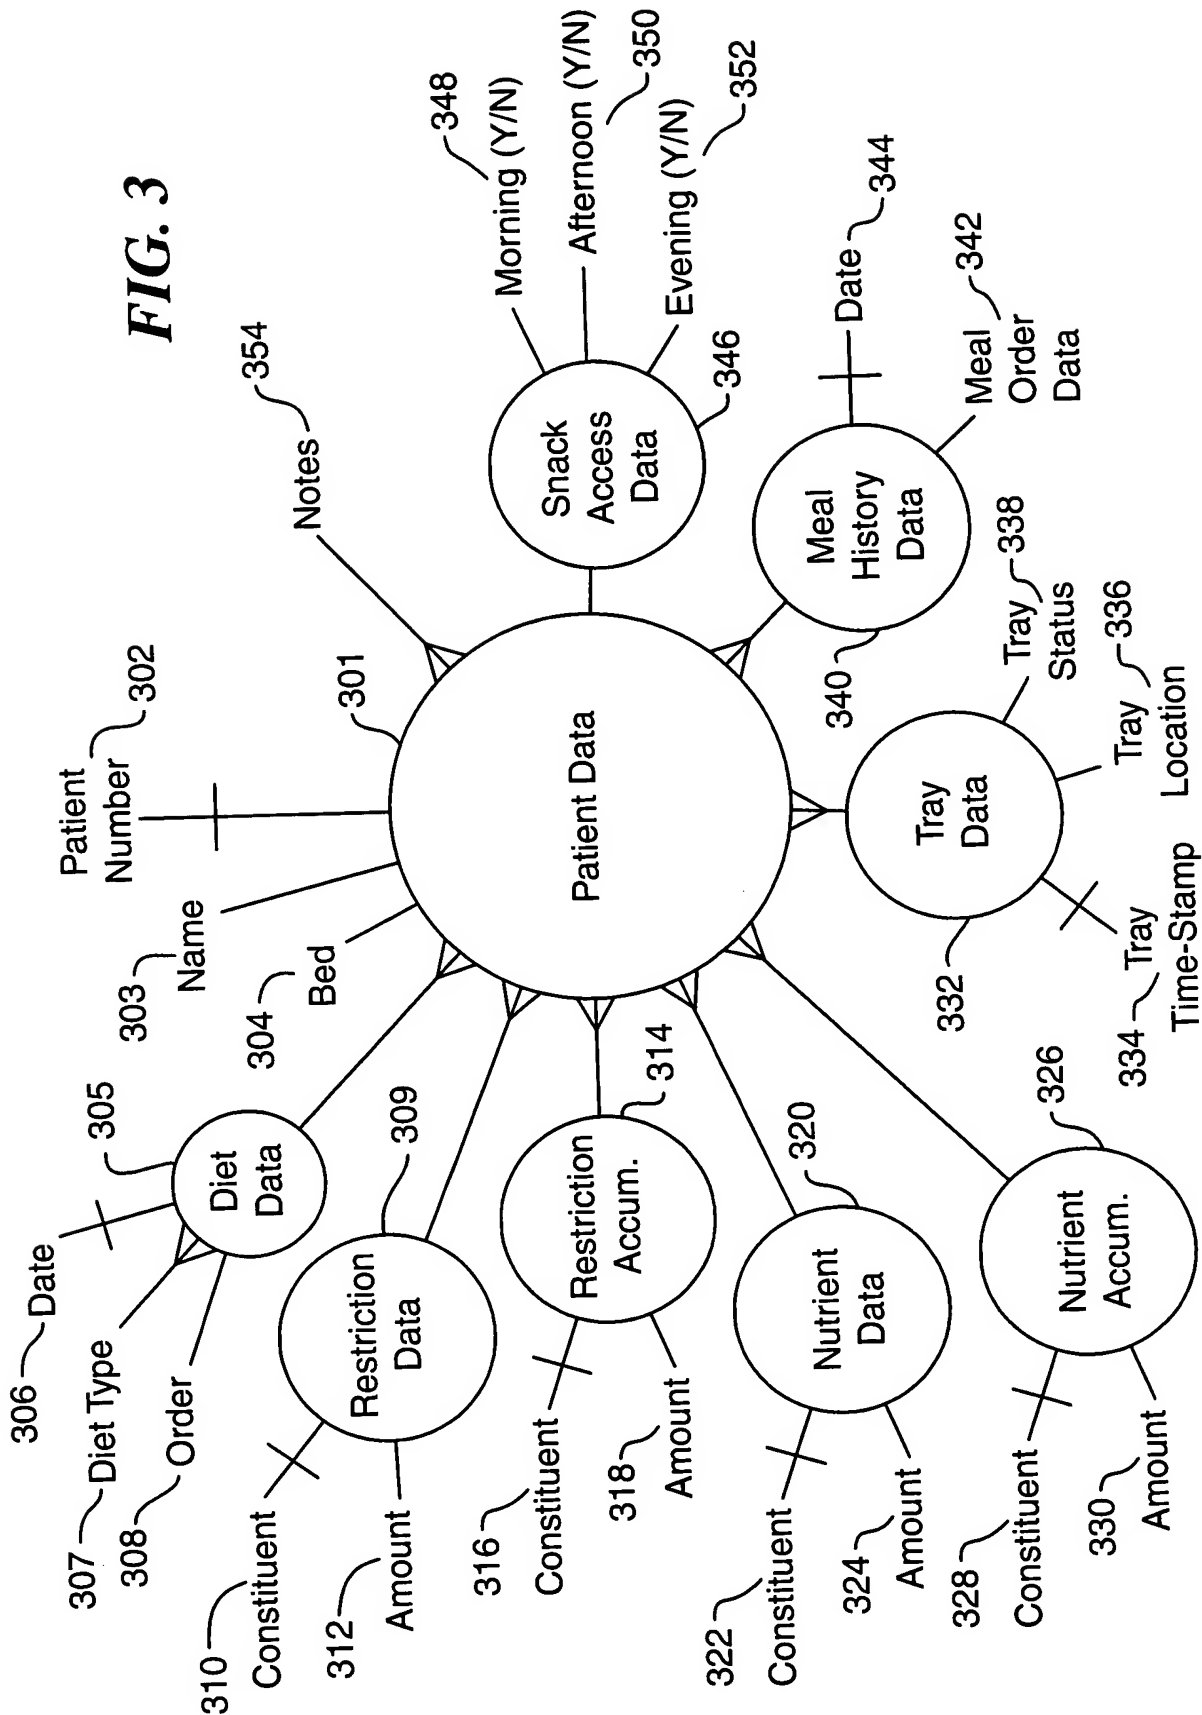 FIG. 3
Patient
Number
302
303
Name
304
Bed
301
Patient Data
Notes
354
306
Date
305
307
Diet Type
308
Order
Diet
Data
309
Restriction
Data
310
Constituent
312
Amount
314
Restriction
Accum.
316
Constituent
318
Amount
320
Nutrient
Data
322
Constituent
324
Amount
326
Nutrient
Accum.
328
Constituent
330
Amount
332
Tray
Data
334
Tray
Time-Stamp
Tray
Location
336
Tray
Status
338
340
Meal
History
Data
Meal
Order
Data
342
Date
344
Snack
Access
Data
346
Morning (Y/N)
348
Afternoon (Y/N)
350
Evening (Y/N)
352